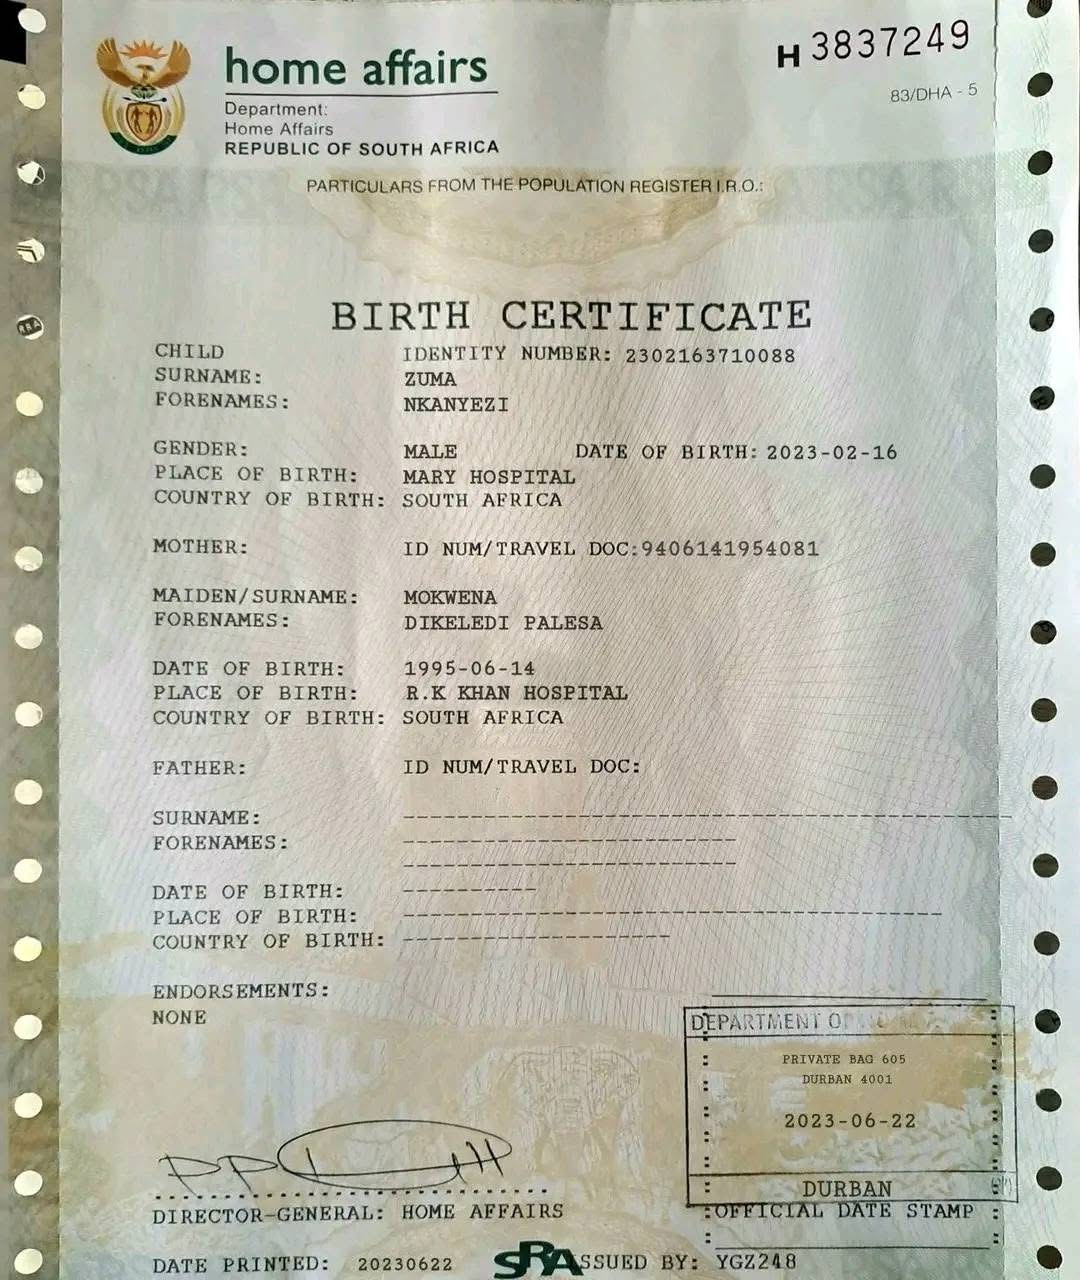 home affairs
Department:
Home Affairs
REPUBLIC OF SOUTH AFRICA
H 3837249
83/DHA - 5
PARTICULARS FROM THE POPULATION REGISTER I.R.O.:
BIRTH CERTIFICATE
CHILD IDENTITY NUMBER: 2302163710088
SURNAME: ZUMA
FORENAMES: NKANYEZI
GENDER: MALE DATE OF BIRTH: 2023-02-16
PLACE OF BIRTH: MARY HOSPITAL
COUNTRY OF BIRTH: SOUTH AFRICA
MOTHER: ID NUM/TRAVEL DOC:9406141954081
MAIDEN/SURNAME: MOKWENA
FORENAMES: DIKELEDI PALESA
DATE OF BIRTH: 1995-06-14
PLACE OF BIRTH: R.K KHAN HOSPITAL
COUNTRY OF BIRTH: SOUTH AFRICA
FATHER: ID NUM/TRAVEL DOC:
SURNAME:
FORENAMES:
DATE OF BIRTH:
PLACE OF BIRTH:
COUNTRY OF BIRTH:
ENDORSEMENTS:
NONE
DEPARTMENT OF
PRIVATE BAG 605
DURBAN 4001
2023-06-22
DURBAN
DIRECTOR-GENERAL: HOME AFFAIRS
OFFICIAL DATE STAMP
DATE PRINTED: 20230622
SRA
ISSUED BY: YGZ248